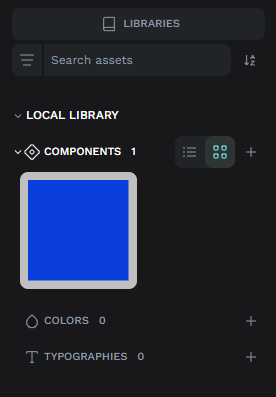 LIBRARIES
Search assets
LOCAL LIBRARY
COMPONENTS 1
COLORS 0
TYPOGRAPHIES 0